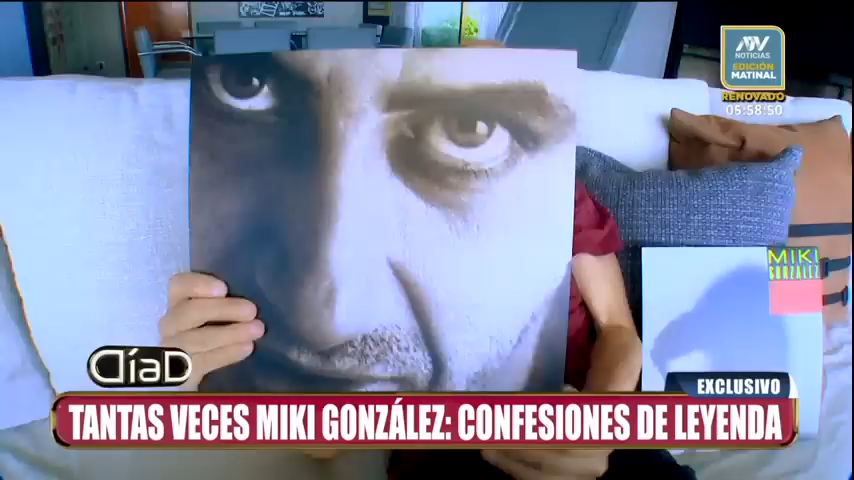 ATV
NOTICIAS
EDICIÓN
MATINAL
RENOVADO
05:58:50
MIKI
GONZÁLEZ
DíaD
EXCLUSIVO
TANTAS VECES MIKI GONZÁLEZ: CONFESIONES DE LEYENDA